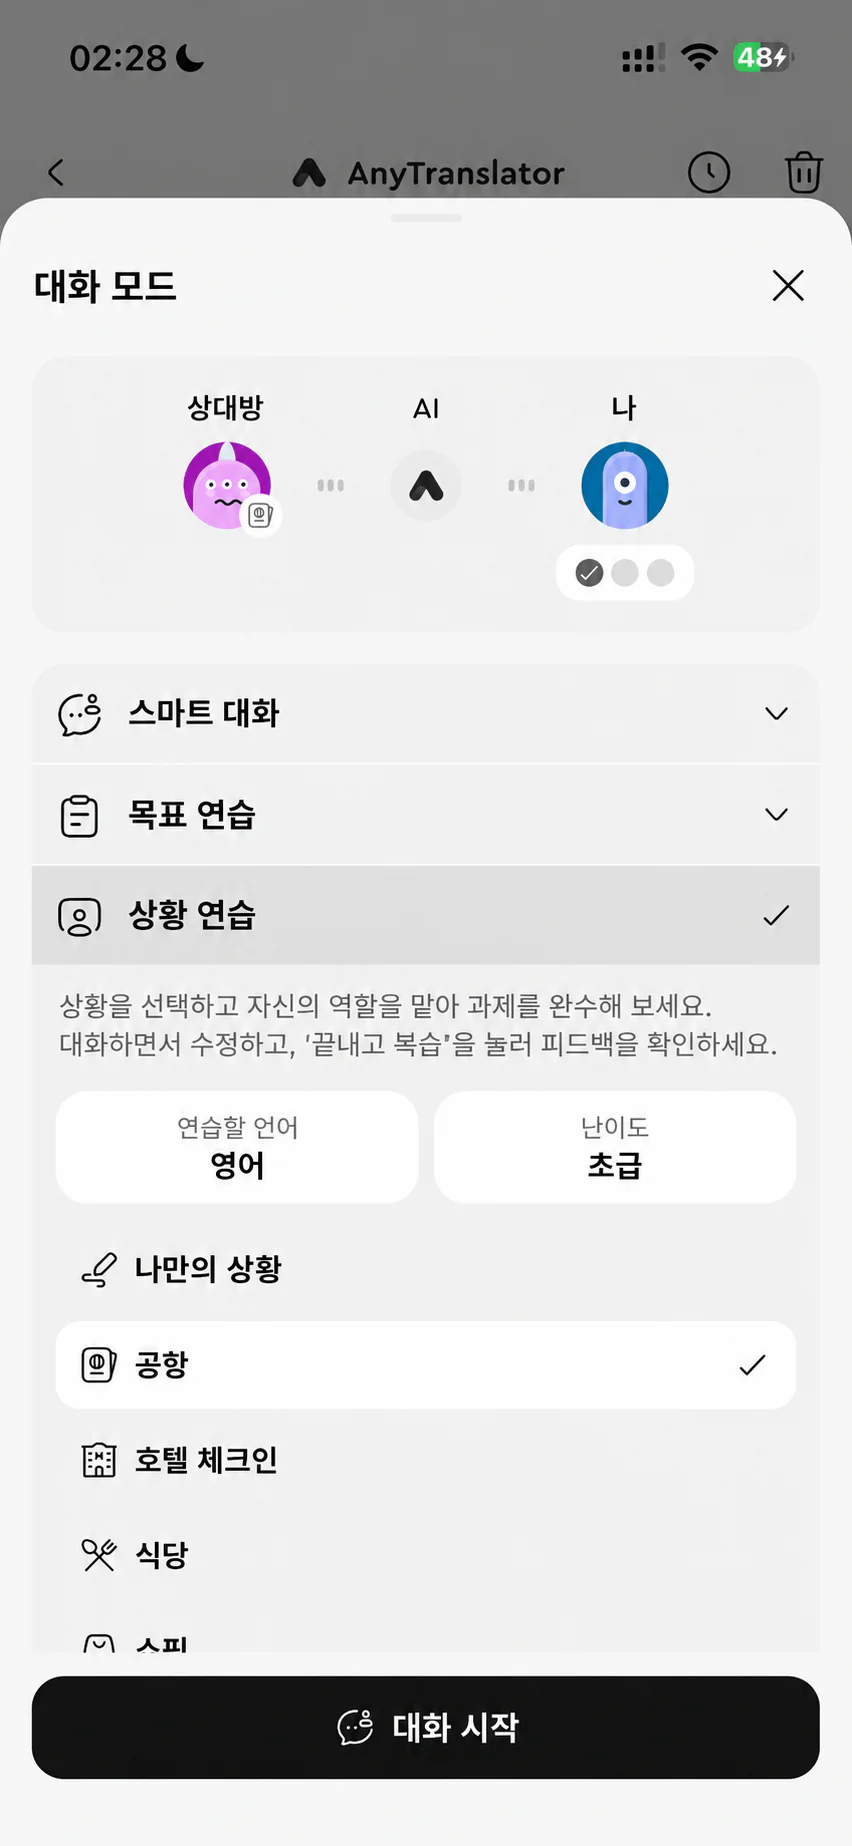 02:28
48
AnyTranslator
대화 모드
상대방
AI
나
스마트 대화
목표 연습
상황 연습
상황을 선택하고 자신의 역할을 맡아 과제를 완수해 보세요.
대화하면서 수정하고, '끝내고 복습'을 눌러 피드백을 확인하세요.
연습할 언어
영어
난이도
초급
나만의 상황
공항
호텔 체크인
식당
대화 시작